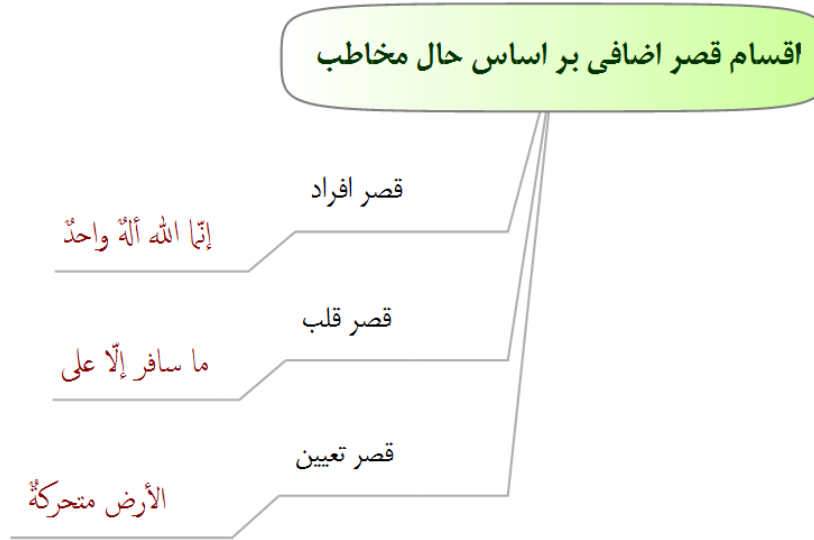 اقسام قصر اضافی بر اساس حال مخاطب
قصر افراد
إنّما الله ألهٌ واحدٌ
قصر قلب
ما سافر إلّا علی
قصر تعیین
الأرض متحركةٌ